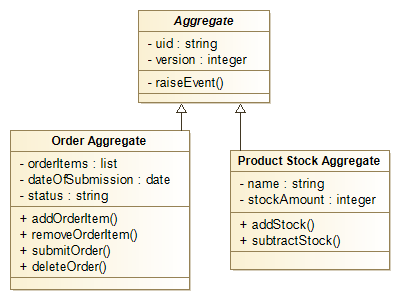 Aggregate
- uid : string
- version : integer
- raiseEvent()
Order Aggregate
- orderItems : list
- dateOfSubmission : date
- status : string
+ addOrderItem()
+ removeOrderItem()
+ submitOrder()
+ deleteOrder()
Product Stock Aggregate
- name : string
- stockAmount : integer
+ addStock()
+ subtractStock()